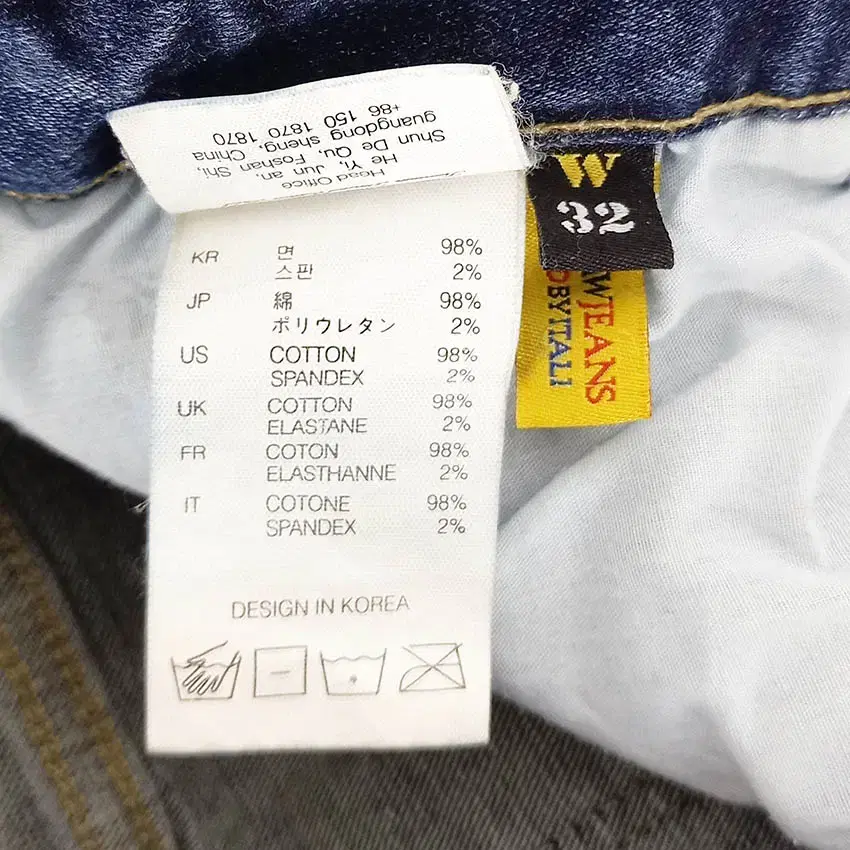 Head Office
He Yi, Jun an,
Shun De Qu, Foshan Shi,
guangdong sheng, China
+86 150 1870 1870
KR 면 98%
스판 2%
JP 綿 98%
ポリウレタン 2%
US COTTON 98%
SPANDEX 2%
UK COTTON 98%
ELASTANE 2%
FR COTON 98%
ELASTHANNE 2%
IT COTONE 98%
SPANDEX 2%
DESIGN IN KOREA
W
32
WJEANS
DBYITALI